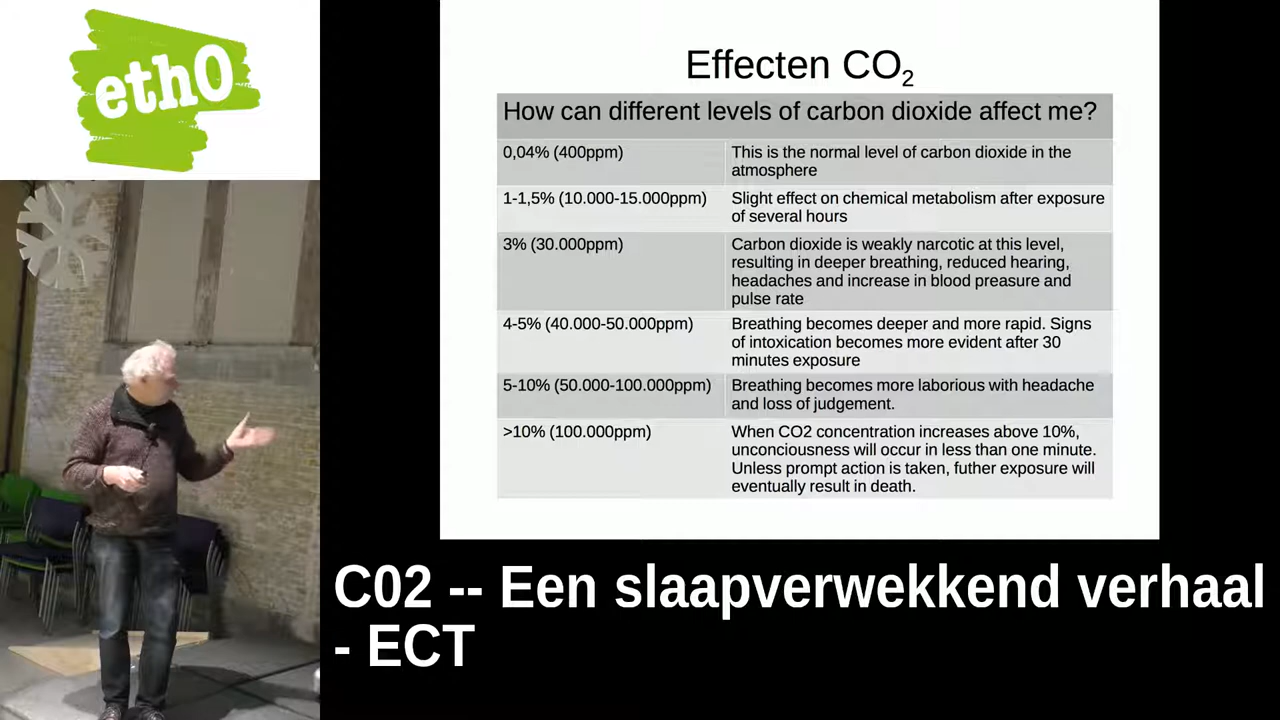 eth0
Effecten CO₂
How can different levels of carbon dioxide affect me?
0,04% (400ppm)
This is the normal level of carbon dioxide in the
atmosphere
1-1,5% (10.000-15.000ppm)
Slight effect on chemical metabolism after exposure
of several hours
3% (30.000ppm)
Carbon dioxide is weakly narcotic at this level,
resulting in deeper breathing, reduced hearing,
headaches and increase in blood preasure and
pulse rate
4-5% (40.000-50.000ppm)
Breathing becomes deeper and more rapid. Signs
of intoxication becomes more evident after 30
minutes exposure
5-10% (50.000-100.000ppm)
Breathing becomes more laborious with headache
and loss of judgement.
>10% (100.000ppm)
When CO2 concentration increases above 10%,
unconciousness will occur in less than one minute.
Unless prompt action is taken, futher exposure will
eventually result in death.
C02 -- Een slaapverwekkend verhaal
- ECT